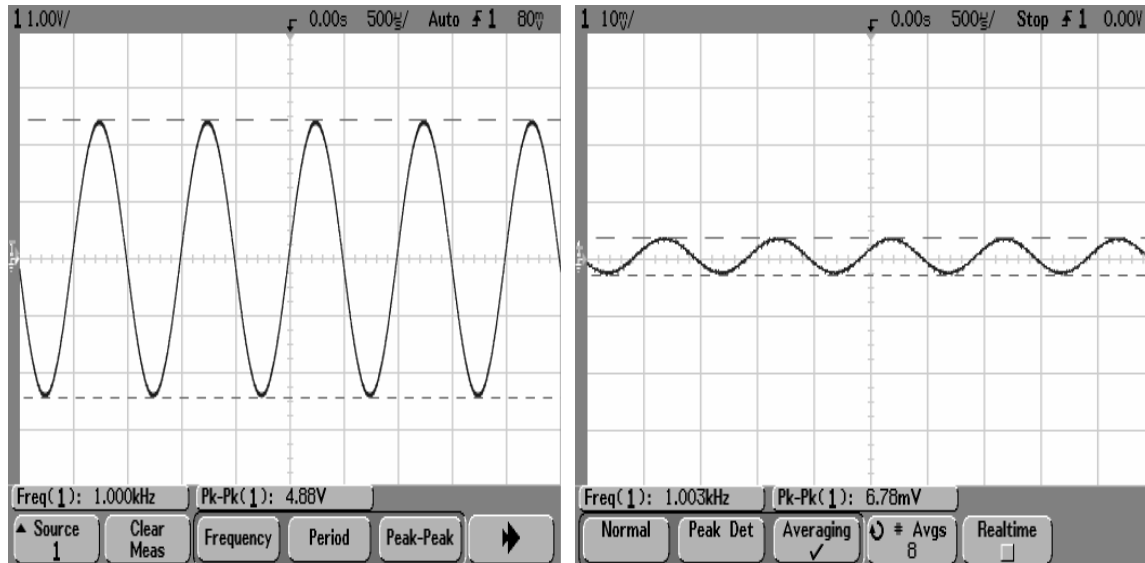 1 1.00V/ 0.00s 500µs/ Auto 1 80mV
Freq(1): 1.000kHz Pk-Pk(1): 4.88V
Source 1
Clear Meas
Frequency
Period
Peak-Peak
1 10mV/ 0.00s 500µs/ Stop 1 0.00V
Freq(1): 1.003kHz Pk-Pk(1): 6.78mV
Normal
Peak Det
Averaging ✓
# Avgs 8
Realtime